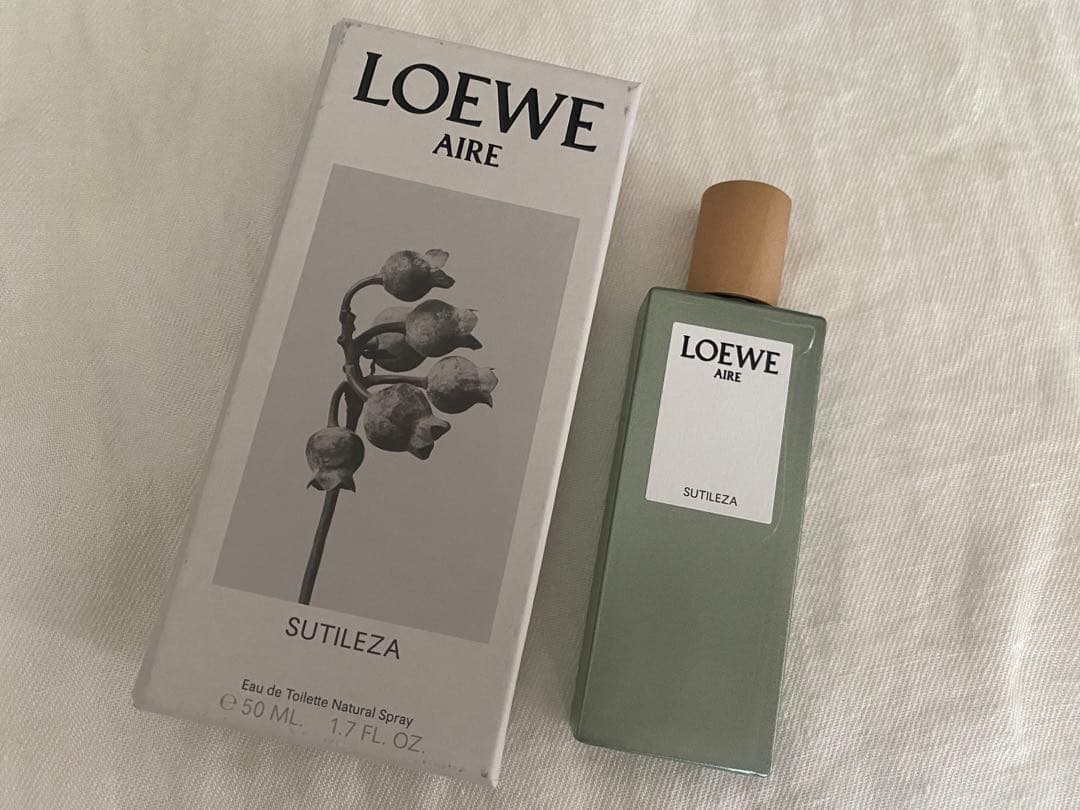 LOEWE
AIRE
SUTILEZA
Eau de Toilette Natural Spray
℮ 50 ML. 1.7 FL. OZ.
LOEWE
AIRE
SUTILEZA